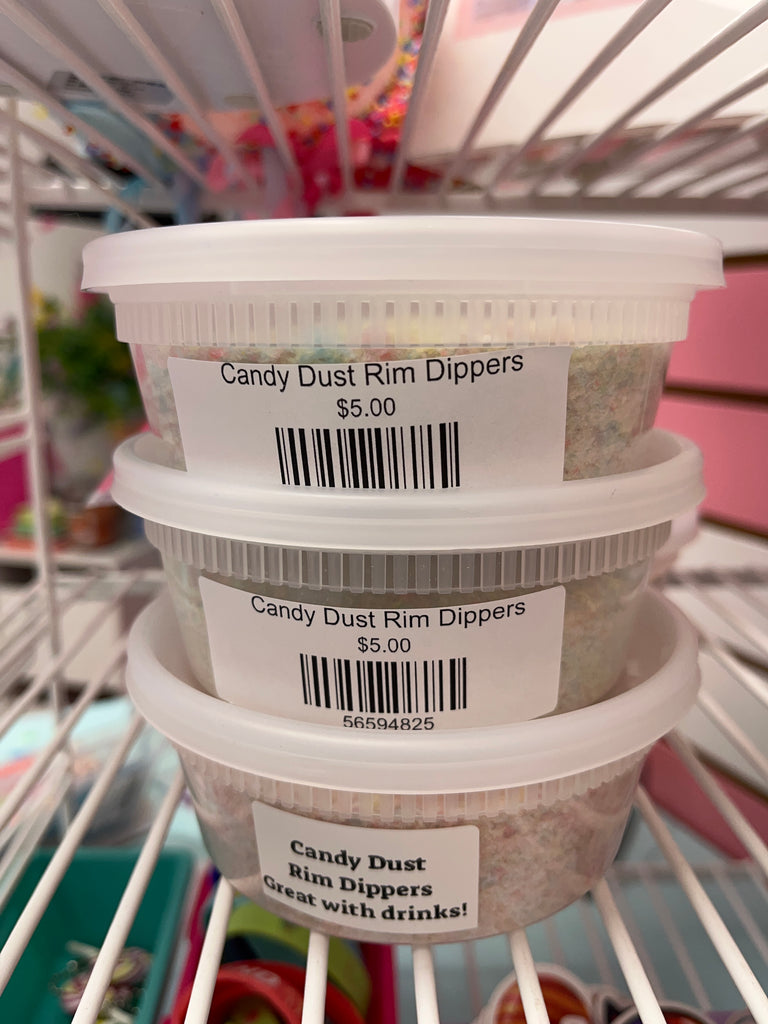 Candy Dust Rim Dippers
$5.00
Candy Dust Rim Dippers
$5.00
56594825
Candy Dust
Rim Dippers
Great with drinks!